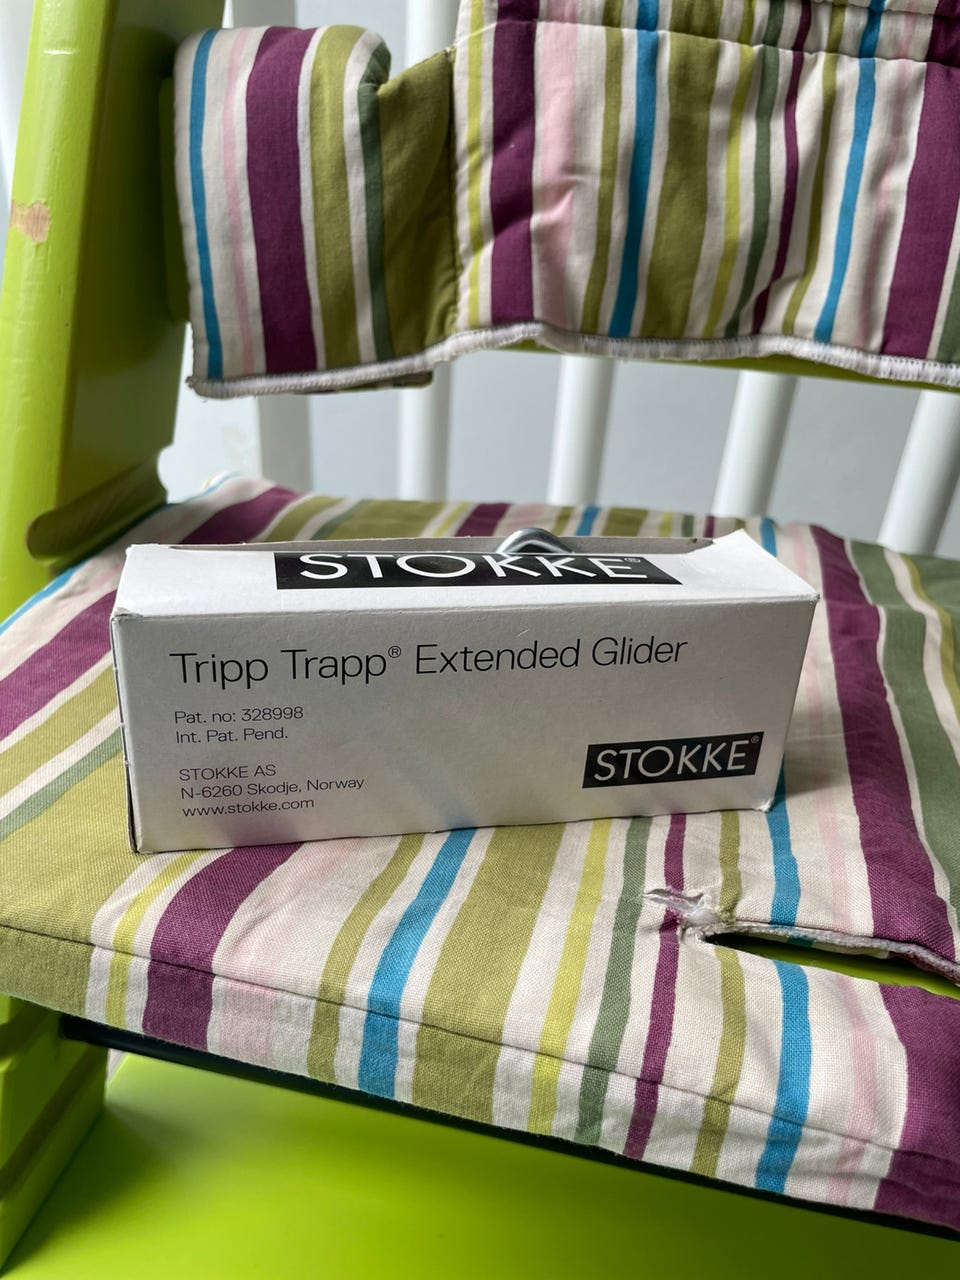 STOKKE®
Tripp Trapp® Extended Glider
Pat. no: 328998
Int. Pat. Pend.
STOKKE AS
N-6260 Skodje, Norway
www.stokke.com
STOKKE®